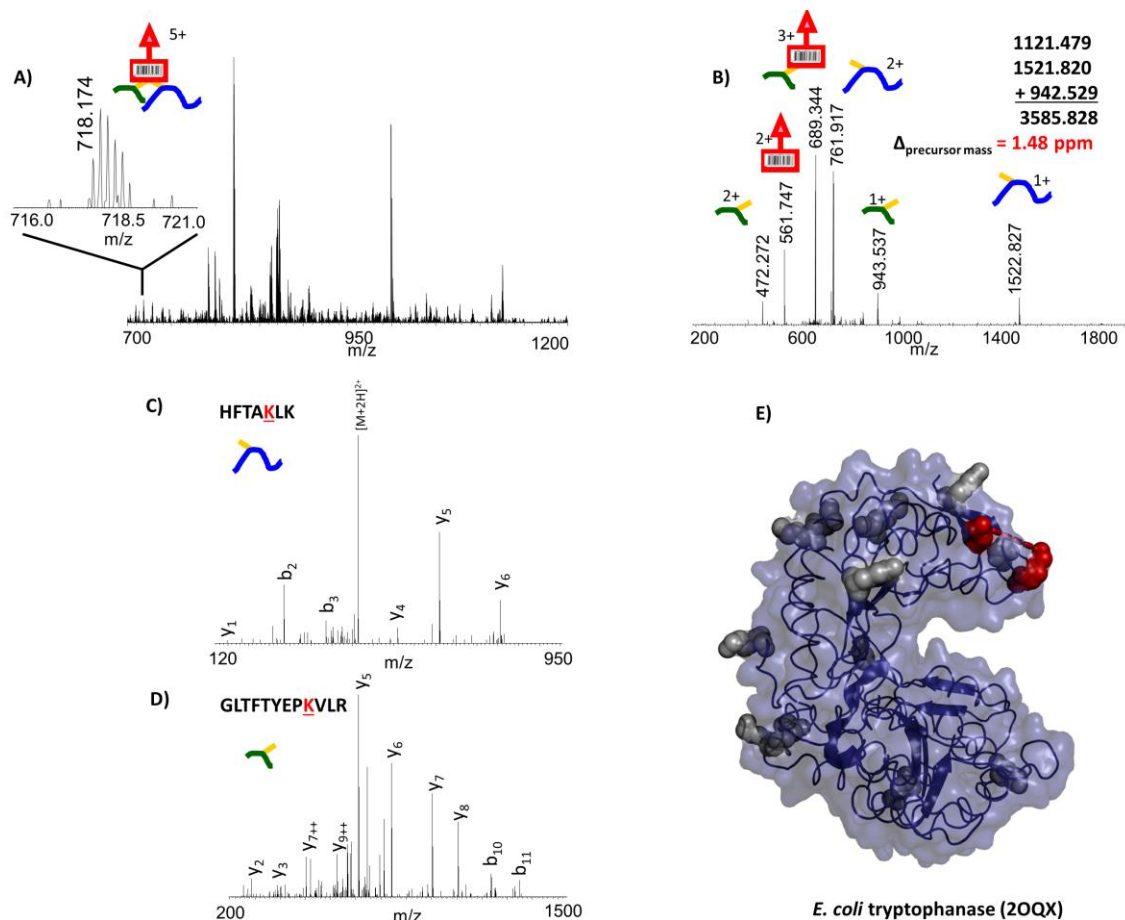 A)
5+
718.174
716.0 718.5 721.0
m/z
700 950 1200
m/z
B)
3+
2+
2+
2+
1+
1+
472.272
561.747
689.344
761.917
943.537
1522.827
1121.479
1521.820
+ 942.529
3585.828
Δprecursor mass = 1.48 ppm
200 600 1000 1400 1800
m/z
C)
HFTAKLK
[M+2H]2+
y1
b2
b3
y4
y5
y6
120 950
m/z
D)
GLTFTYEPKVLR
y2
y3
y7++
y9++
y5
y6
y7
y8
b10
b11
200 1500
m/z
E)
E. coli tryptophanase (2OQX)